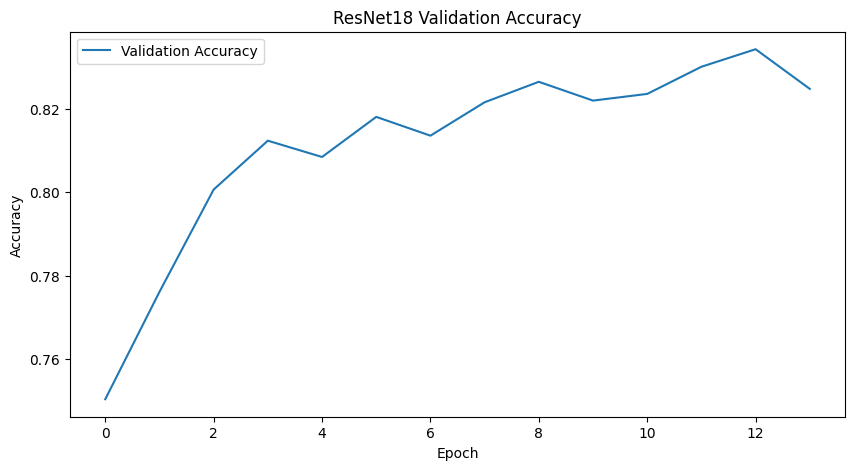 ResNet18 Validation Accuracy
Validation Accuracy
0.82
0.80
0.78
0.76
Accuracy
0 2 4 6 8 10 12
Epoch